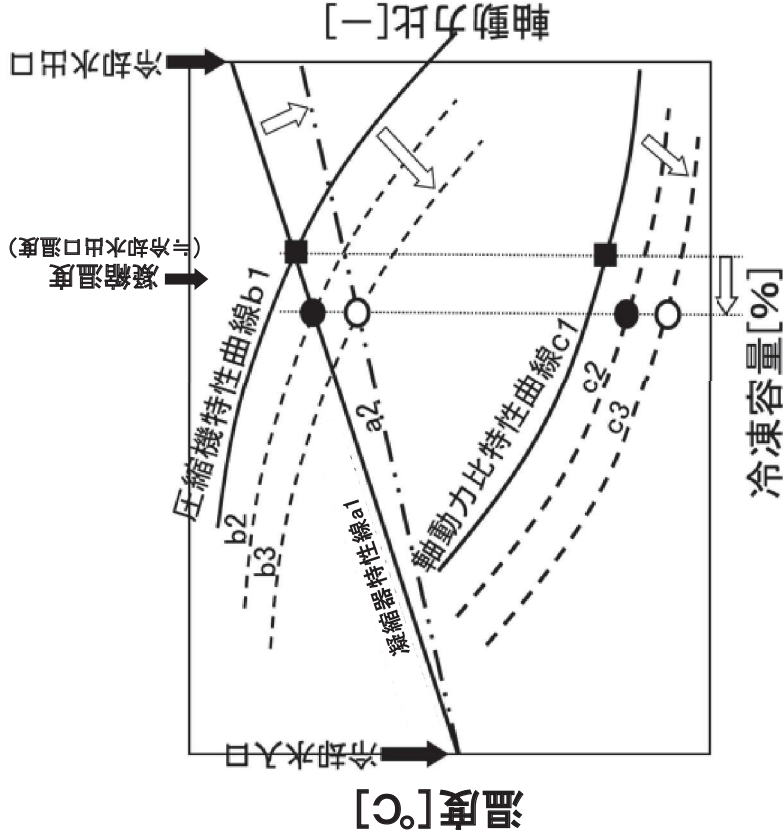 軸動力比[－]
冷却水出口
(≒冷却水出口温度)
凝縮温度
圧縮機特性曲線b1
a2
軸動力比特性曲線c1
c2
c3
冷凍容量[%]
b2
b3
凝縮器特性線a1
冷却水入口
温度[℃]